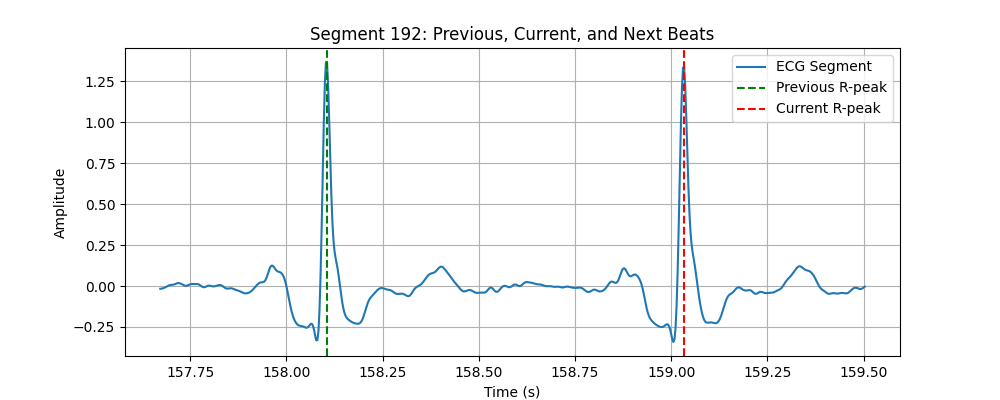 Segment 192: Previous, Current, and Next Beats
ECG Segment
Previous R-peak
Current R-peak
Amplitude
1.25
1.00
0.75
0.50
0.25
0.00
−0.25
157.75 158.00 158.25 158.50 158.75 159.00 159.25 159.50
Time (s)